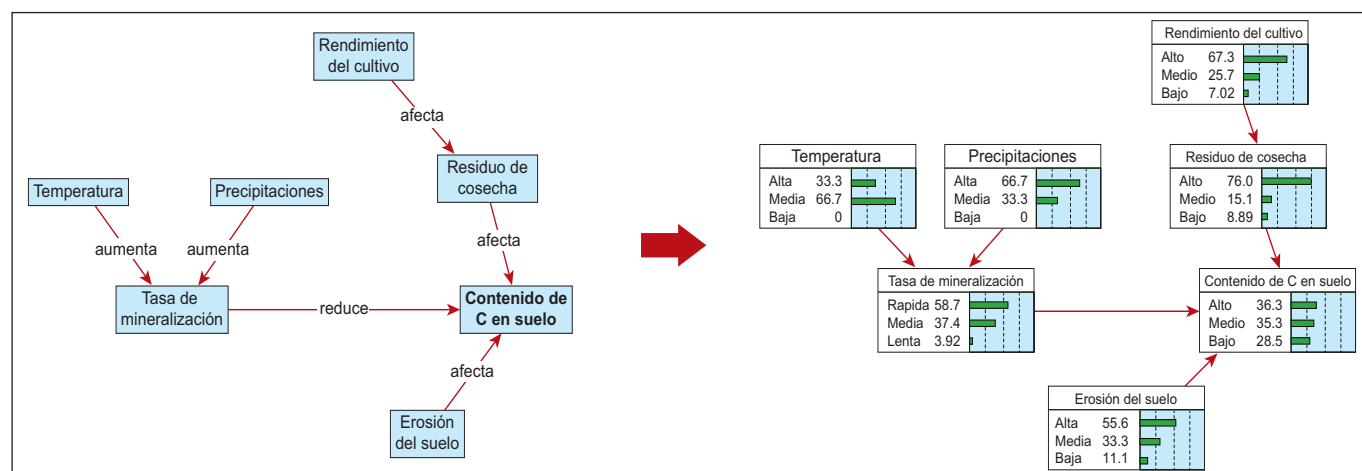 Rendimiento
del cultivo
afecta
Residuo de
cosecha
Temperatura
Precipitaciones
aumenta
aumenta
afecta
Tasa de
mineralización
reduce
Contenido de
C en suelo
afecta
Erosión
del suelo
Rendimiento del cultivo
Alto 67.3
Medio 25.7
Bajo 7.02
Temperatura
Alta 33.3
Media 66.7
Baja 0
Precipitaciones
Alta 66.7
Media 33.3
Baja 0
Residuo de cosecha
Alto 76.0
Medio 15.1
Bajo 8.89
Tasa de mineralización
Rapida 58.7
Media 37.4
Lenta 3.92
Contenido de C en suelo
Alto 36.3
Medio 35.3
Bajo 28.5
Erosión del suelo
Alta 55.6
Media 33.3
Baja 11.1